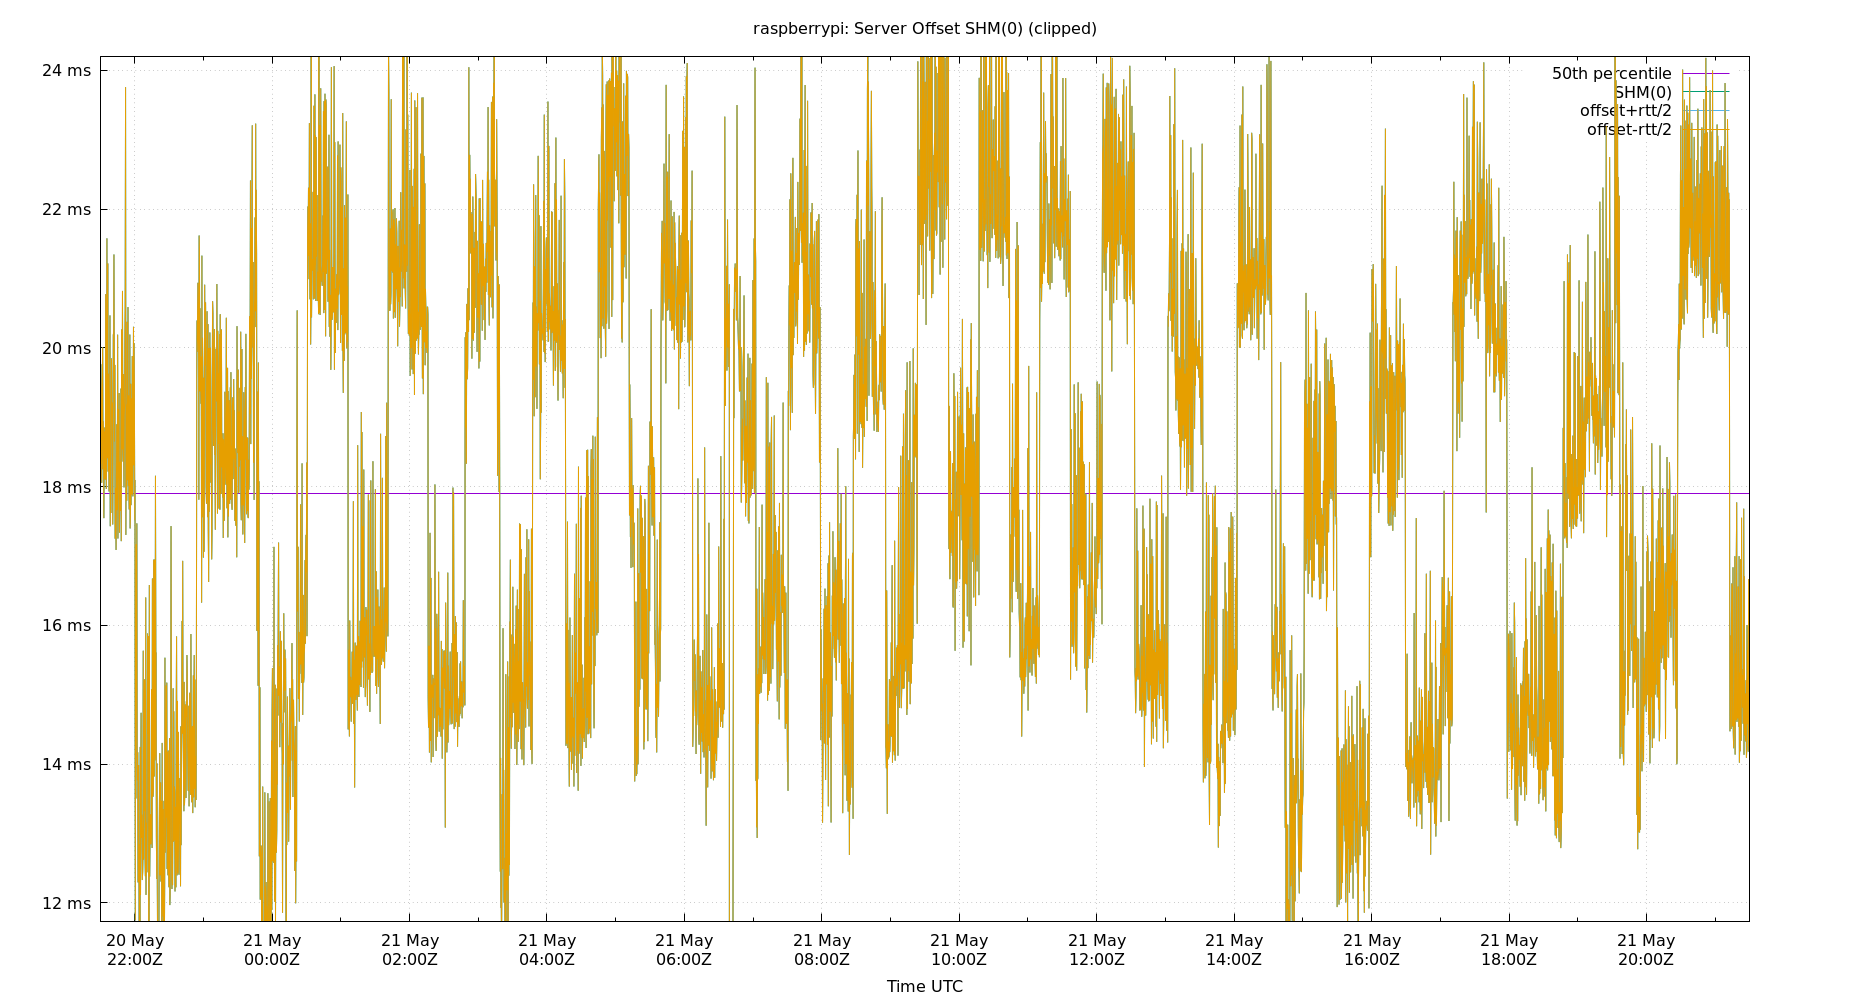 raspberrypi: Server Offset SHM(0) (clipped)
24 ms
22 ms
20 ms
18 ms
16 ms
14 ms
12 ms
50th percentile
SHM(0)
offset+rtt/2
offset-rtt/2
20 May 21 May 21 May 21 May 21 May 21 May 21 May 21 May 21 May 21 May 21 May 21 May
22:00Z 00:00Z 02:00Z 04:00Z 06:00Z 08:00Z 10:00Z 12:00Z 14:00Z 16:00Z 18:00Z 20:00Z
Time UTC